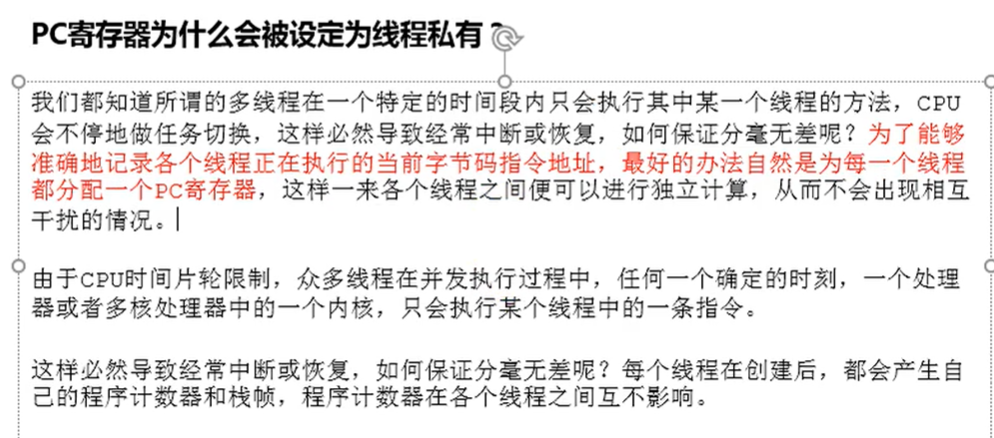 PC寄存器为什么会被设定为线程私有？
我们都知道所谓的多线程在一个特定的时间段内只会执行其中某一个线程的方法，CPU
会不停地做任务切换，这样必然导致经常中断或恢复，如何保证分毫无差呢？为了能够
准确地记录各个线程正在执行的当前字节码指令地址，最好的办法自然是为每一个线程
都分配一个PC寄存器，这样一来各个线程之间便可以进行独立计算，从而不会出现相互
干扰的情况。
由于CPU时间片轮限制，众多线程在并发执行过程中，任何一个确定的时刻，一个处理
器或者多核处理器中的一个内核，只会执行某个线程中的一条指令。
这样必然导致经常中断或恢复，如何保证分毫无差呢？每个线程在创建后，都会产生自
己的程序计数器和栈帧，程序计数器在各个线程之间互不影响。